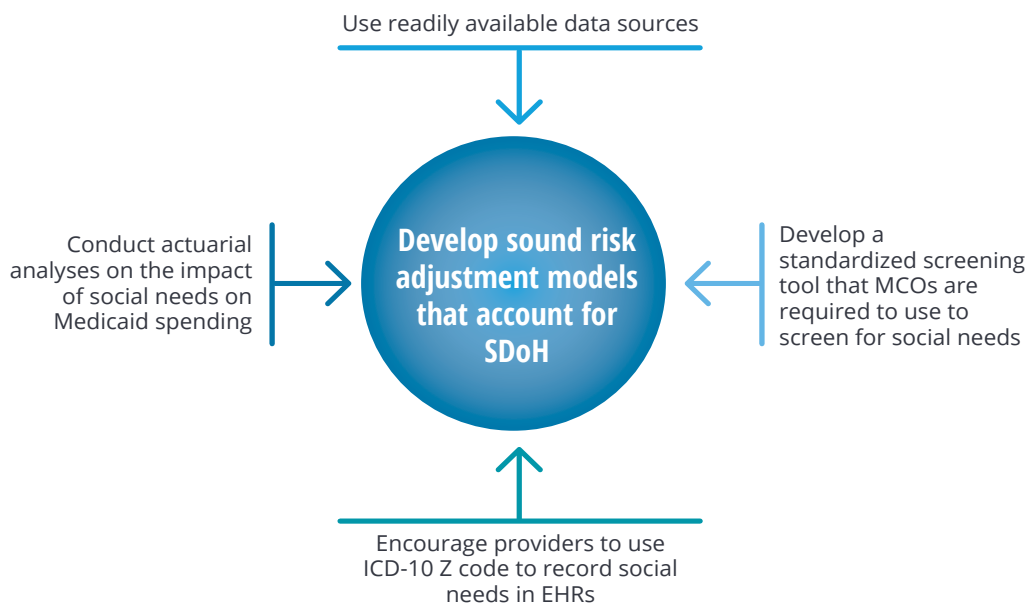 Use readily available data sources
Conduct actuarial
analyses on the impact
of social needs on
Medicaid spending
Develop sound risk
adjustment models
that account for
SDoH
Develop a
standardized screening
tool that MCOs are
required to use to
screen for social needs
Encourage providers to use
ICD-10 Z code to record social
needs in EHRs